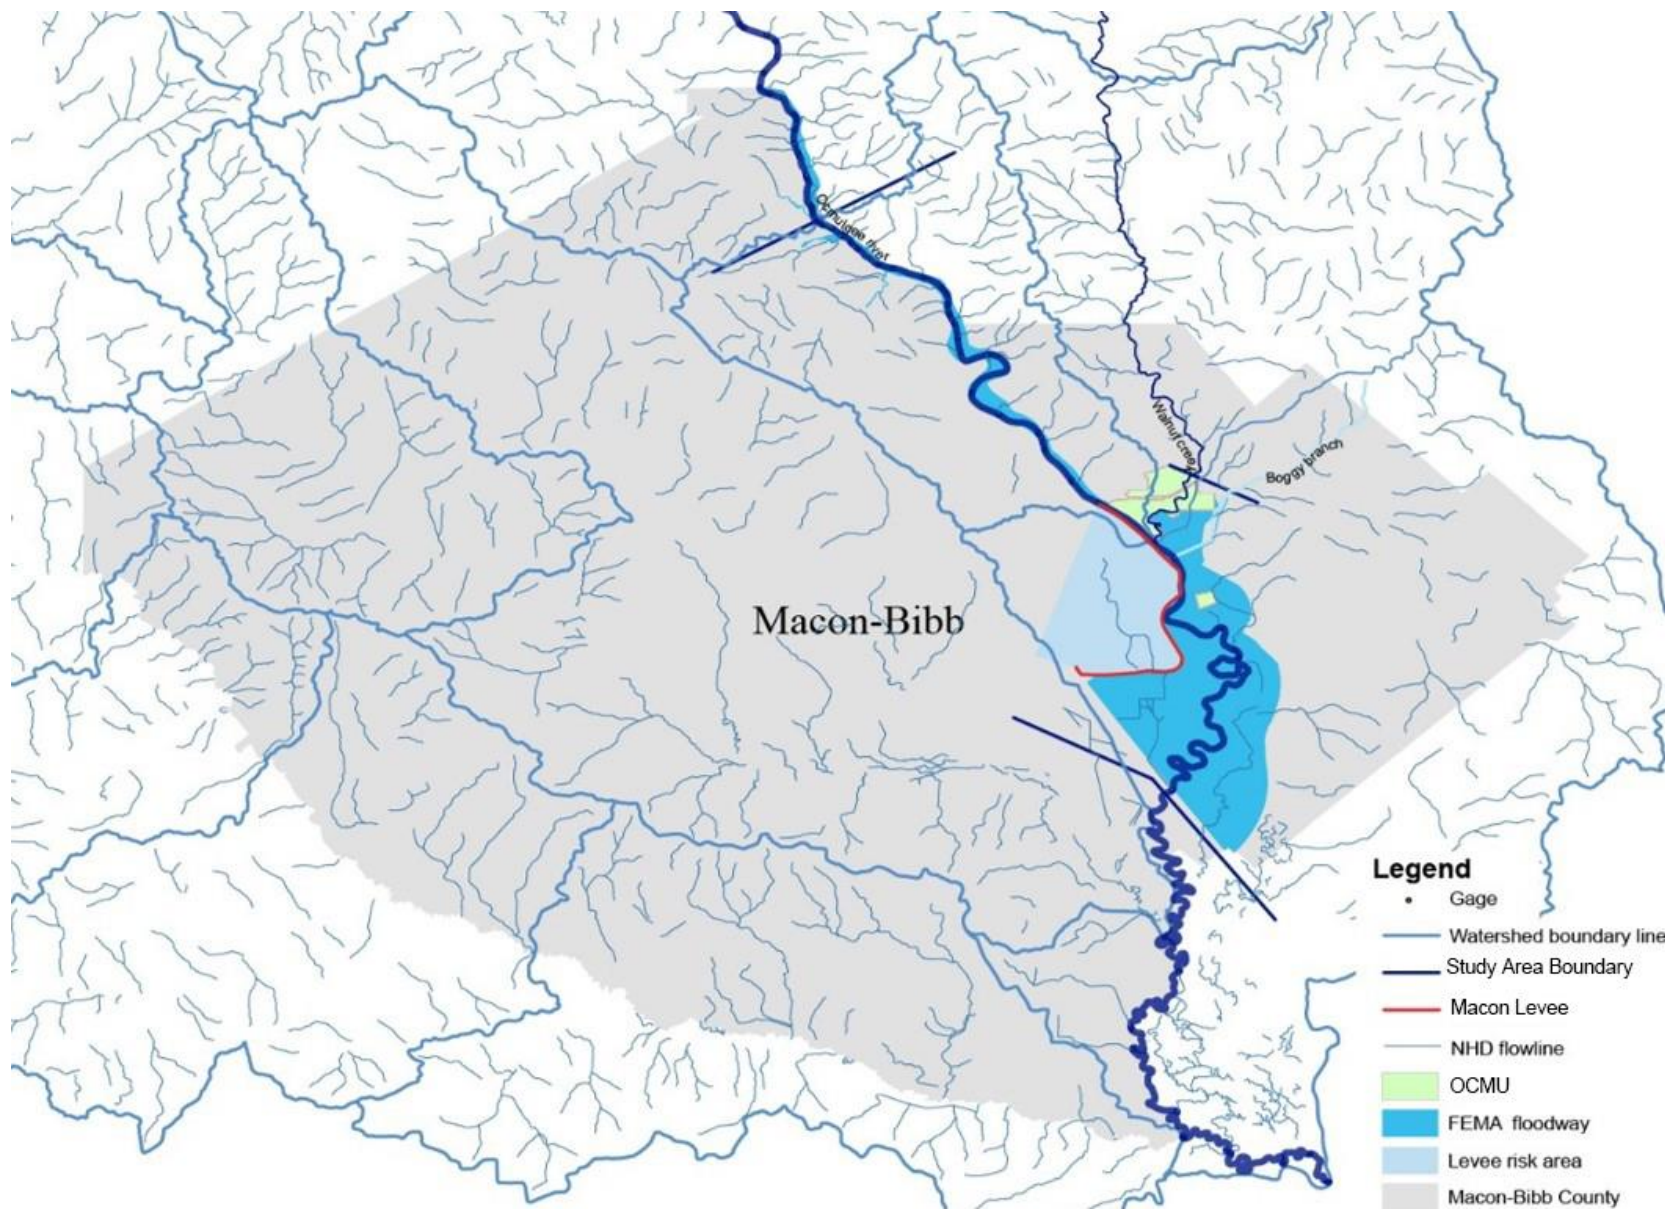 Ocmulgee river
Walnut creek
Boggy branch
Macon-Bibb
Legend
Gage
Watershed boundary line
Study Area Boundary
Macon Levee
NHD flowline
OCMU
FEMA floodway
Levee risk area
Macon-Bibb County